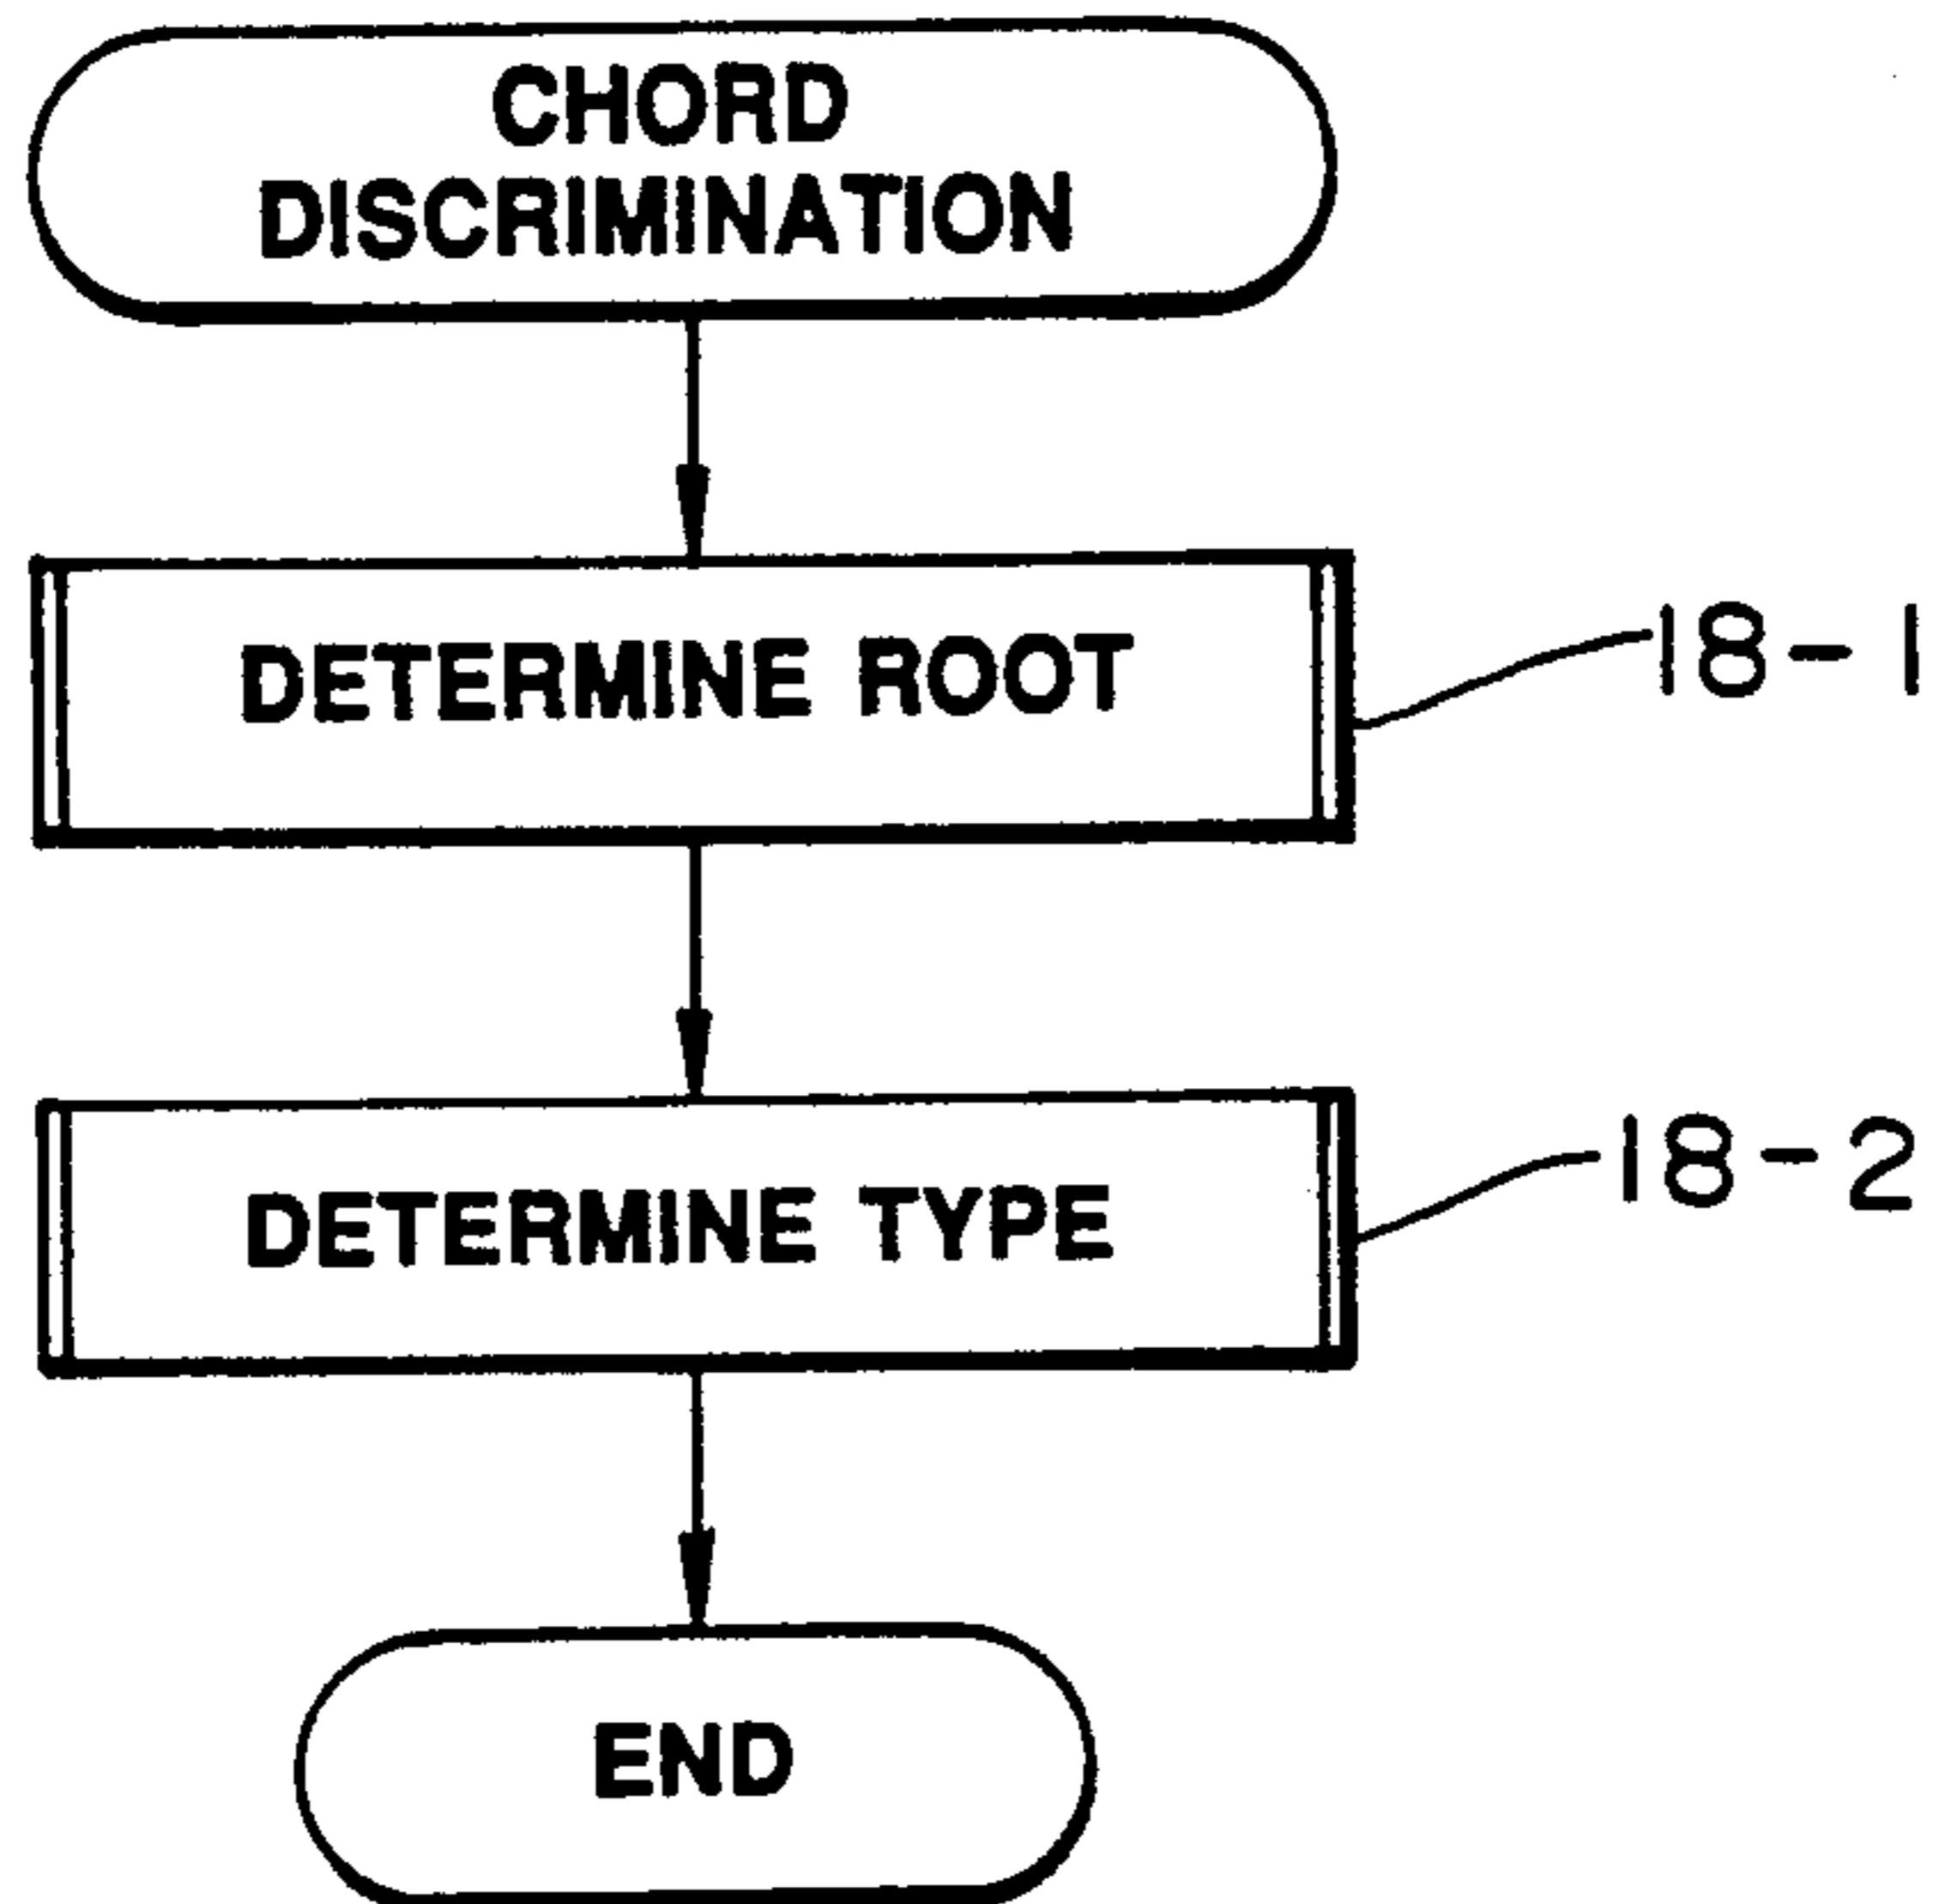 CHORD
DISCRIMINATION
DETERMINE ROOT
18-1
DETERMINE TYPE
18-2
END